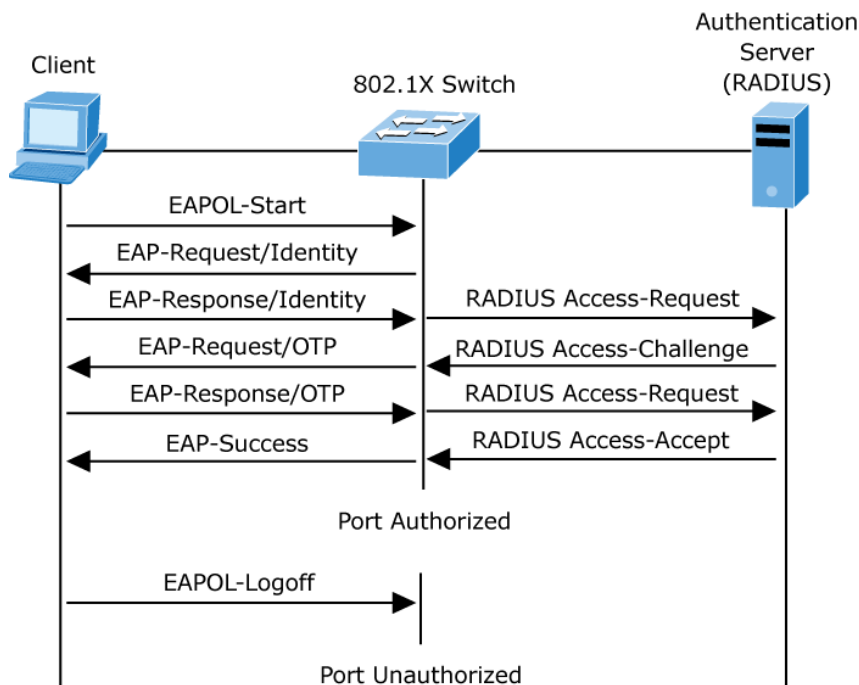 Authentication
Server
(RADIUS)
Client
802.1X Switch
EAPOL-Start
EAP-Request/Identity
EAP-Response/Identity
RADIUS Access-Request
EAP-Request/OTP
RADIUS Access-Challenge
EAP-Response/OTP
RADIUS Access-Request
EAP-Success
RADIUS Access-Accept
Port Authorized
EAPOL-Logoff
Port Unauthorized